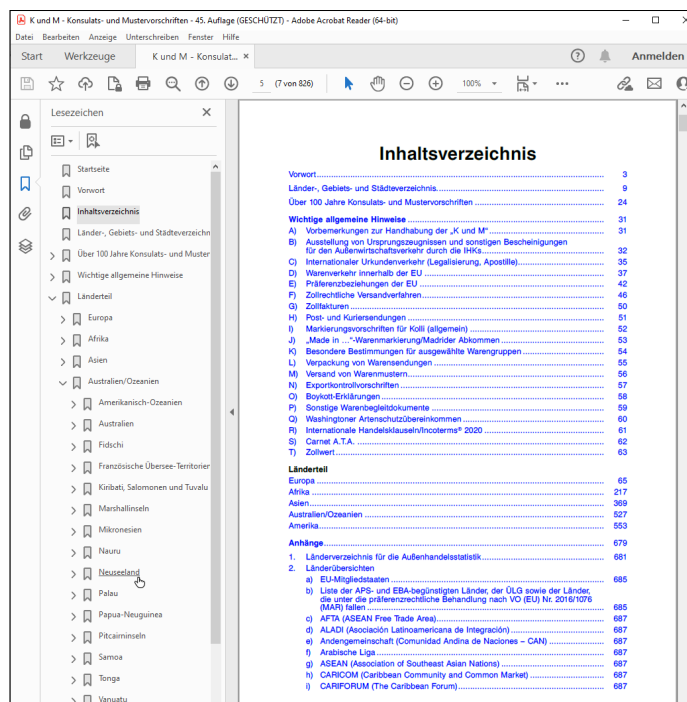 K und M - Konsulats- und Mustervorschriften - 45. Auflage (GESCHÜTZT) - Adobe Acrobat Reader (64-bit)
Datei Bearbeiten Anzeige Unterschreiben Fenster Hilfe
Start Werkzeuge K und M - Konsulat... × Anmelden
5 (7 von 826) 100%
Lesezeichen
Startseite
Vorwort
Inhaltsverzeichnis
Länder-, Gebiets- und Städteverzeichn
Über 100 Jahre Konsulats- und Muster
Wichtige allgemeine Hinweise
Länderteil
Europa
Afrika
Asien
Australien/Ozeanien
Amerikanisch-Ozeanien
Australien
Fidschi
Französische Übersee-Territorier
Kiribati, Salomonen und Tuvalu
Marshallinseln
Mikronesien
Nauru
Neuseeland
Palau
Papua-Neuguinea
Pitcairninseln
Samoa
Tonga
Vanuatu
Inhaltsverzeichnis
Vorwort 3
Länder-, Gebiets- und Städteverzeichnis. 9
Über 100 Jahre Konsulats- und Mustervorschriften 24
Wichtige allgemeine Hinweise 31
A) Vorbemerkungen zur Handhabung der „K und M“ 31
B) Ausstellung von Ursprungszeugnissen und sonstigen Bescheinigungen
für den Außenwirtschaftsverkehr durch die IHKs 32
C) Internationaler Urkundenverkehr (Legalisierung, Apostille) 35
D) Warenverkehr innerhalb der EU 37
E) Präferenzbeziehungen der EU 42
F) Zollrechtliche Versandverfahren 46
G) Zollfakturen 50
H) Post- und Kuriersendungen 51
I) Markierungsvorschriften für Kolli (allgemein) 52
J) „Made in ...“-Warenmarkierung/Madrider Abkommen 53
K) Besondere Bestimmungen für ausgewählte Warengruppen 54
L) Verpackung von Warensendungen 55
M) Versand von Warenmustern 56
N) Exportkontrollvorschriften 57
O) Boykott-Erklärungen 58
P) Sonstige Warenbegleitdokumente 59
Q) Washingtoner Artenschutzübereinkommen 60
R) Internationale Handelsklauseln/Incoterms® 2020 61
S) Carnet A.T.A. 62
T) Zollwert 63
Länderteil
Europa 65
Afrika 217
Asien 369
Australien/Ozeanien 527
Amerika 553
Anhänge 679
1. Länderverzeichnis für die Außenhandelsstatistik 681
2. Länderübersichten
a) EU-Mitgliedstaaten 685
b) Liste der APS- und EBA-begünstigten Länder, der ÜLG sowie der Länder,
die unter die präferenzrechtliche Behandlung nach VO (EU) Nr. 2016/1076
(MAR) fallen 685
c) AFTA (ASEAN Free Trade Area) 687
d) ALADI (Asociación Latinoamericana de Integración) 687
e) Andengemeinschaft (Comunidad Andina de Naciones – CAN) 687
f) Arabische Liga 687
g) ASEAN (Association of Southeast Asian Nations) 687
h) CARICOM (Caribbean Community and Common Market) 687
i) CARIFORUM (The Caribbean Forum) 687